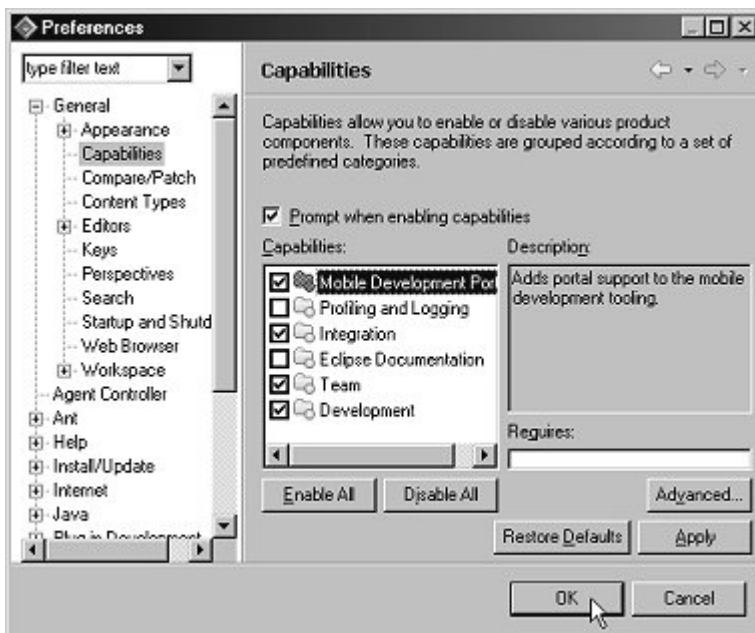 Preferences
type filter text
General
Appearance
Capabilities
Compare/Patch
Content Types
Editors
Keys
Perspectives
Search
Startup and Shutd
Web Browser
Workspace
Agent Controller
Ant
Help
Install/Update
Internet
Java
Plug-in Development
Capabilities
Capabilities allow you to enable or disable various product
components. These capabilities are grouped according to a set of
predefined categories.
Prompt when enabling capabilities
Capabilities:
Mobile Development Por
Profiling and Logging
Integration
Eclipse Documentation
Team
Development
Description:
Adds portal support to the mobile
development tooling.
Requires:
Enable All
Disable All
Advanced...
Restore Defaults
Apply
OK
Cancel